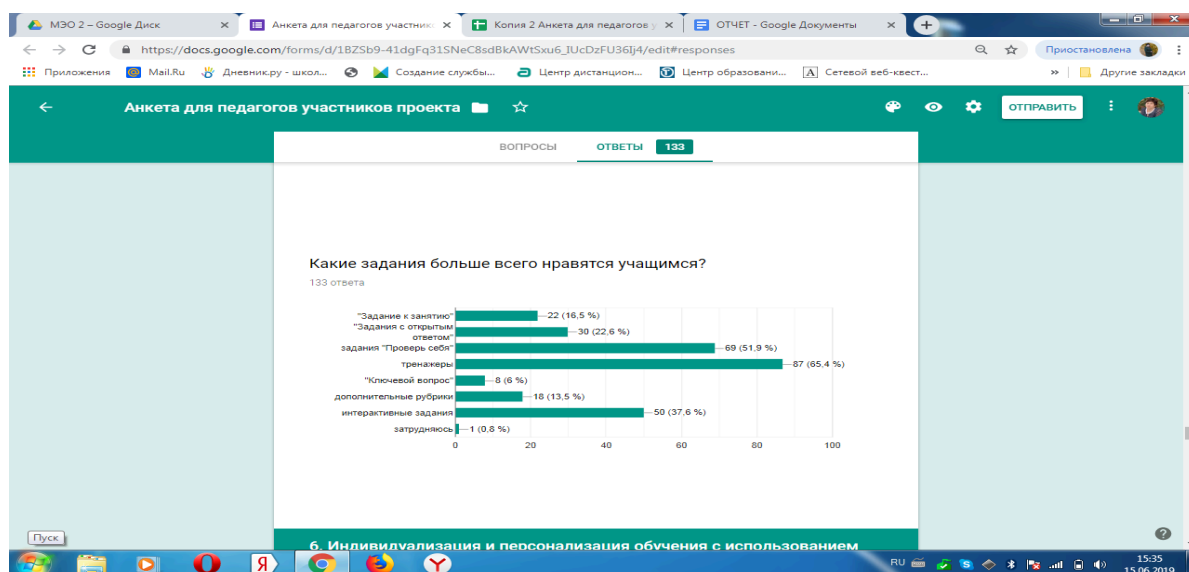 МЭО 2 – Google Диск
Анкета для педагогов участнико
Копия 2 Анкета для педагогов у
ОТЧЕТ - Google Документы
https://docs.google.com/forms/d/1BZSb9-41dgFq31SNeC8sdBkAWtSxu6_IUcDzFU36Ij4/edit#responses
Приостановлена
Приложения
Mail.Ru
Дневник.ру - школ...
Создание службы...
Центр дистанцион...
Центр образовани...
Сетевой веб-квест...
»
Другие закладки
Анкета для педагогов участников проекта
ОТПРАВИТЬ
ВОПРОСЫ
ОТВЕТЫ 133
Какие задания больше всего нравятся учащимся?
133 ответа
"Задание к занятию" 22 (16,5 %)
"Задания с открытым
ответом" 30 (22,6 %)
задания "Проверь себя" 69 (51,9 %)
тренажеры 87 (65,4 %)
"Ключевой вопрос" 8 (6 %)
дополнительные рубрики 18 (13,5 %)
интерактивные задания 50 (37,6 %)
затрудняюсь 1 (0,8 %)
0 20 40 60 80 100
6. Индивидуализация и персонализация обучения с использованием
Пуск
RU
15:35
15.06.2019